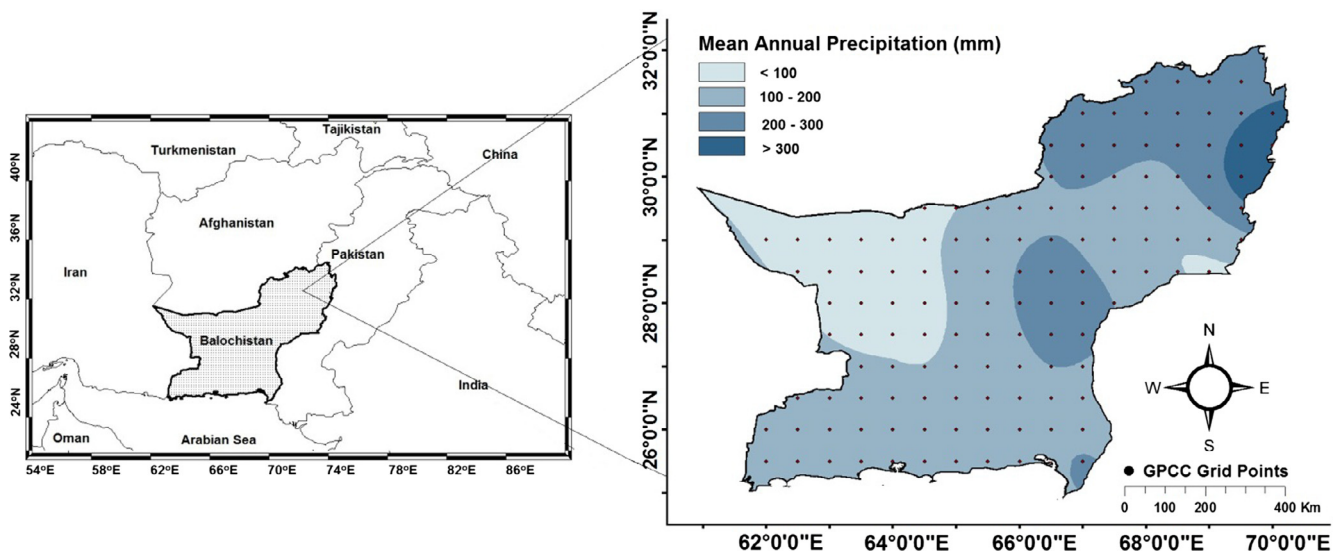 Tajikistan
Turkmenistan
China
Afghanistan
Pakistan
Iran
Balochistan
India
Oman
Arabian Sea
40°N
36°N
32°N
28°N
24°N
54°E 58°E 62°E 66°E 70°E 74°E 78°E 82°E 86°E
Mean Annual Precipitation (mm)
< 100
100 - 200
200 - 300
> 300
32°0'0"N
30°0'0"N
28°0'0"N
26°0'0"N
N
W E
S
GPCC Grid Points
0 100 200 400 Km
62°0'0"E 64°0'0"E 66°0'0"E 68°0'0"E 70°0'0"E